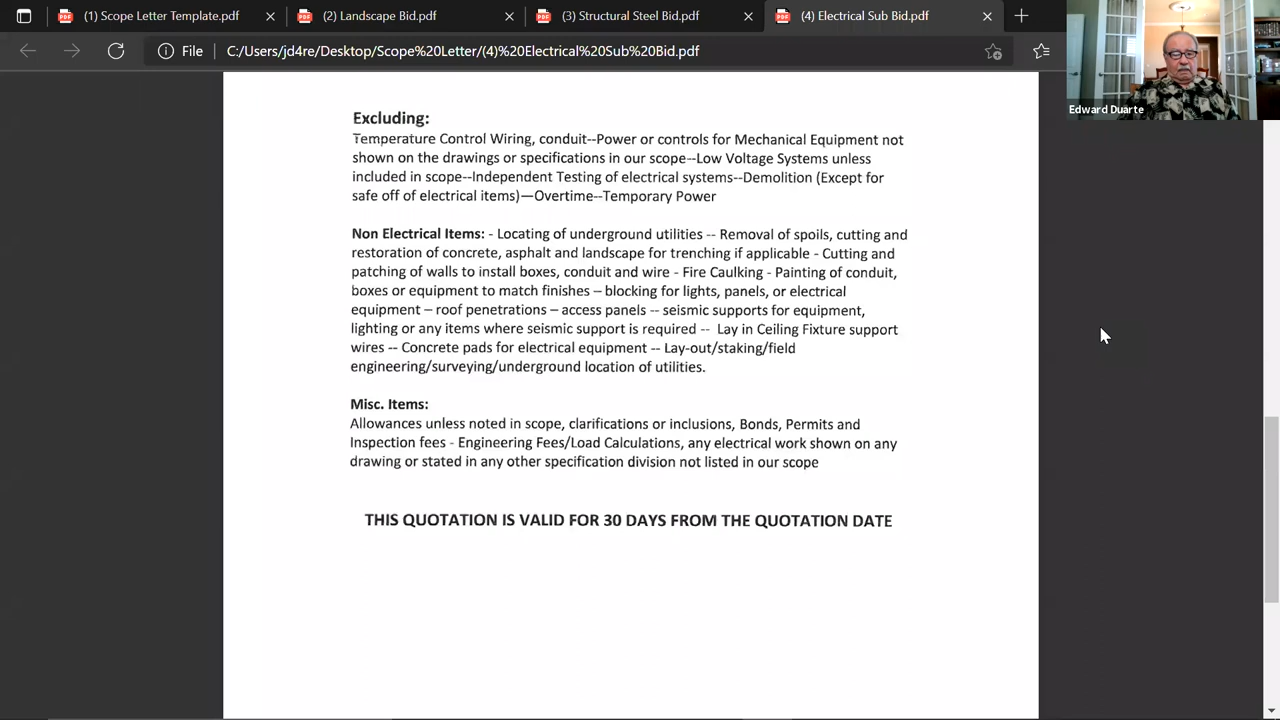 (1) Scope Letter Template.pdf
(2) Landscape Bid.pdf
(3) Structural Steel Bid.pdf
(4) Electrical Sub Bid.pdf
File
C:/Users/jd4re/Desktop/Scope%20Letter/(4)%20Electrical%20Sub%20Bid.pdf
Edward Duarte
Excluding:
Temperature Control Wiring, conduit--Power or controls for Mechanical Equipment not
shown on the drawings or specifications in our scope--Low Voltage Systems unless
included in scope--Independent Testing of electrical systems--Demolition (Except for
safe off of electrical items)—Overtime--Temporary Power
Non Electrical Items: - Locating of underground utilities -- Removal of spoils, cutting and
restoration of concrete, asphalt and landscape for trenching if applicable - Cutting and
patching of walls to install boxes, conduit and wire - Fire Caulking - Painting of conduit,
boxes or equipment to match finishes – blocking for lights, panels, or electrical
equipment – roof penetrations – access panels -- seismic supports for equipment,
lighting or any items where seismic support is required -- Lay in Ceiling Fixture support
wires -- Concrete pads for electrical equipment -- Lay-out/staking/field
engineering/surveying/underground location of utilities.
Misc. Items:
Allowances unless noted in scope, clarifications or inclusions, Bonds, Permits and
Inspection fees - Engineering Fees/Load Calculations, any electrical work shown on any
drawing or stated in any other specification division not listed in our scope
THIS QUOTATION IS VALID FOR 30 DAYS FROM THE QUOTATION DATE